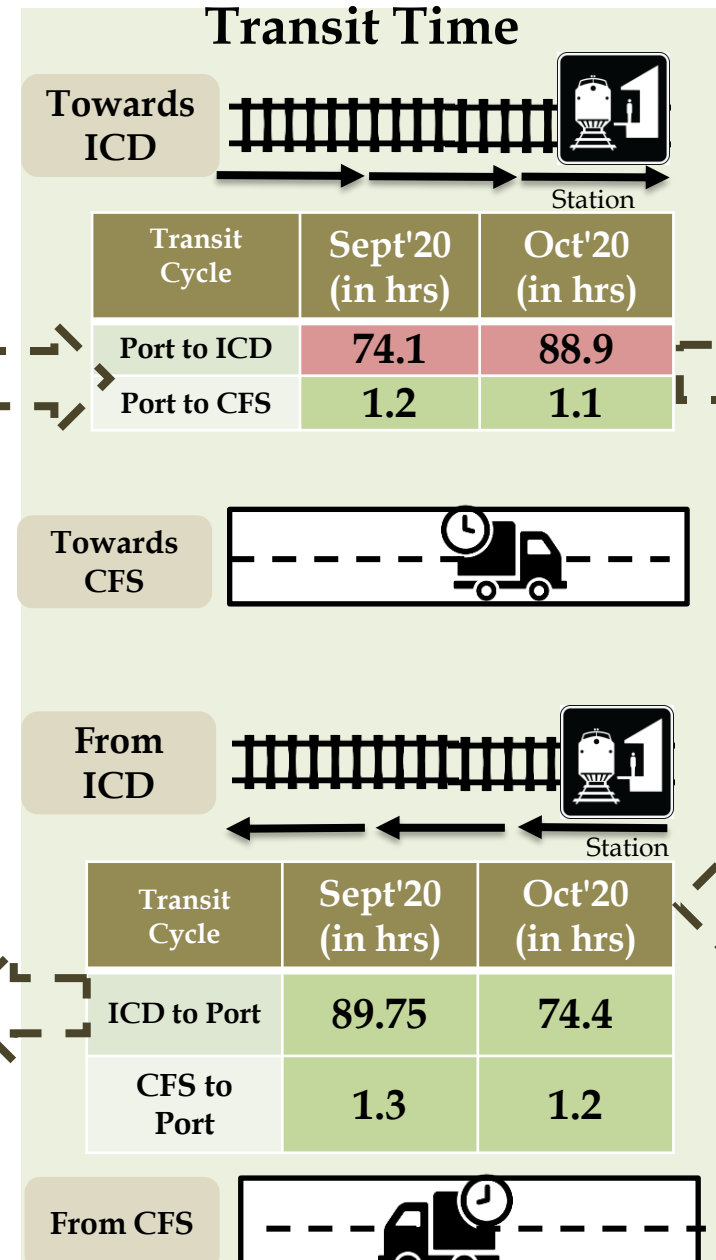 Transit Time
Towards
ICD
Station
Transit
Cycle
Sept'20
(in hrs)
Oct'20
(in hrs)
Port to ICD
74.1
88.9
Port to CFS
1.2
1.1
Towards
CFS
From
ICD
Station
Transit
Cycle
Sept'20
(in hrs)
Oct'20
(in hrs)
ICD to Port
89.75
74.4
CFS to
Port
1.3
1.2
From CFS